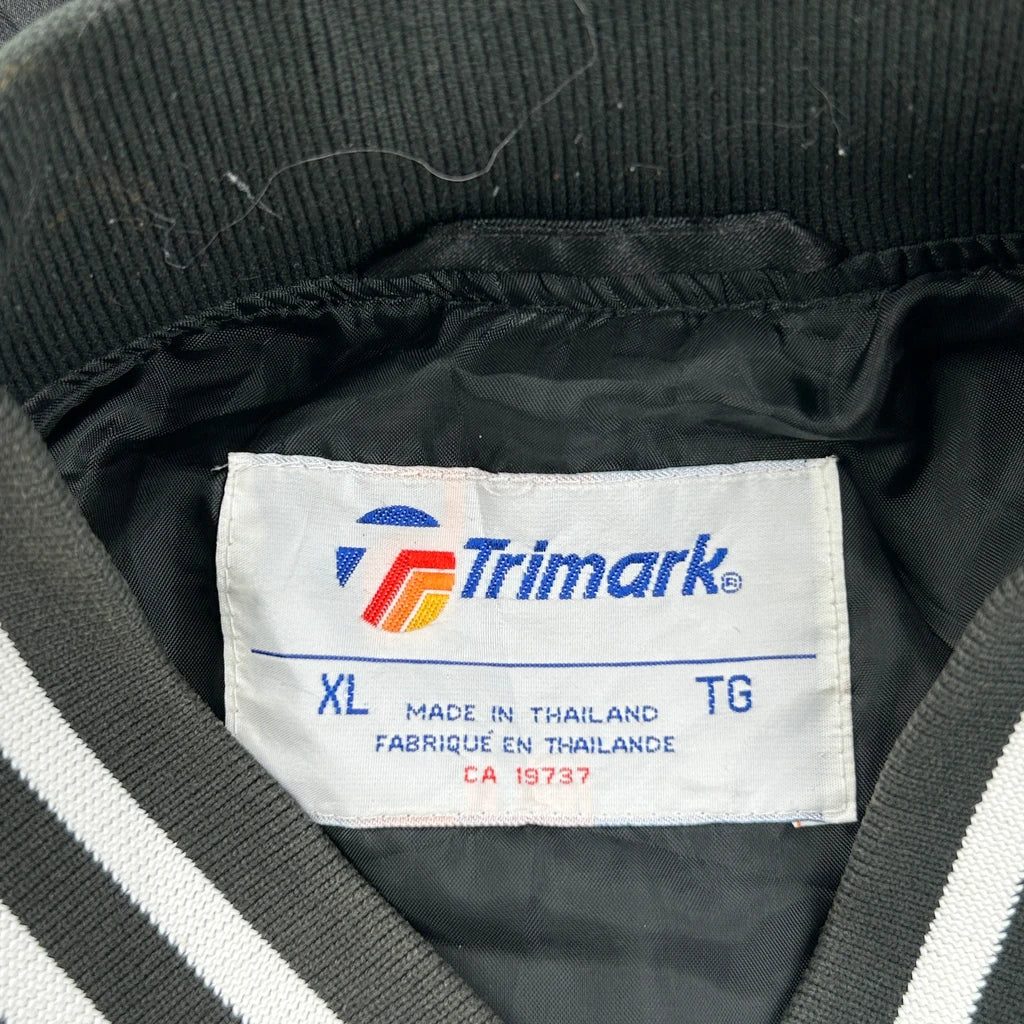 Trimark®
XL TG
MADE IN THAILAND
FABRIQUÉ EN THAILANDE
CA 19737